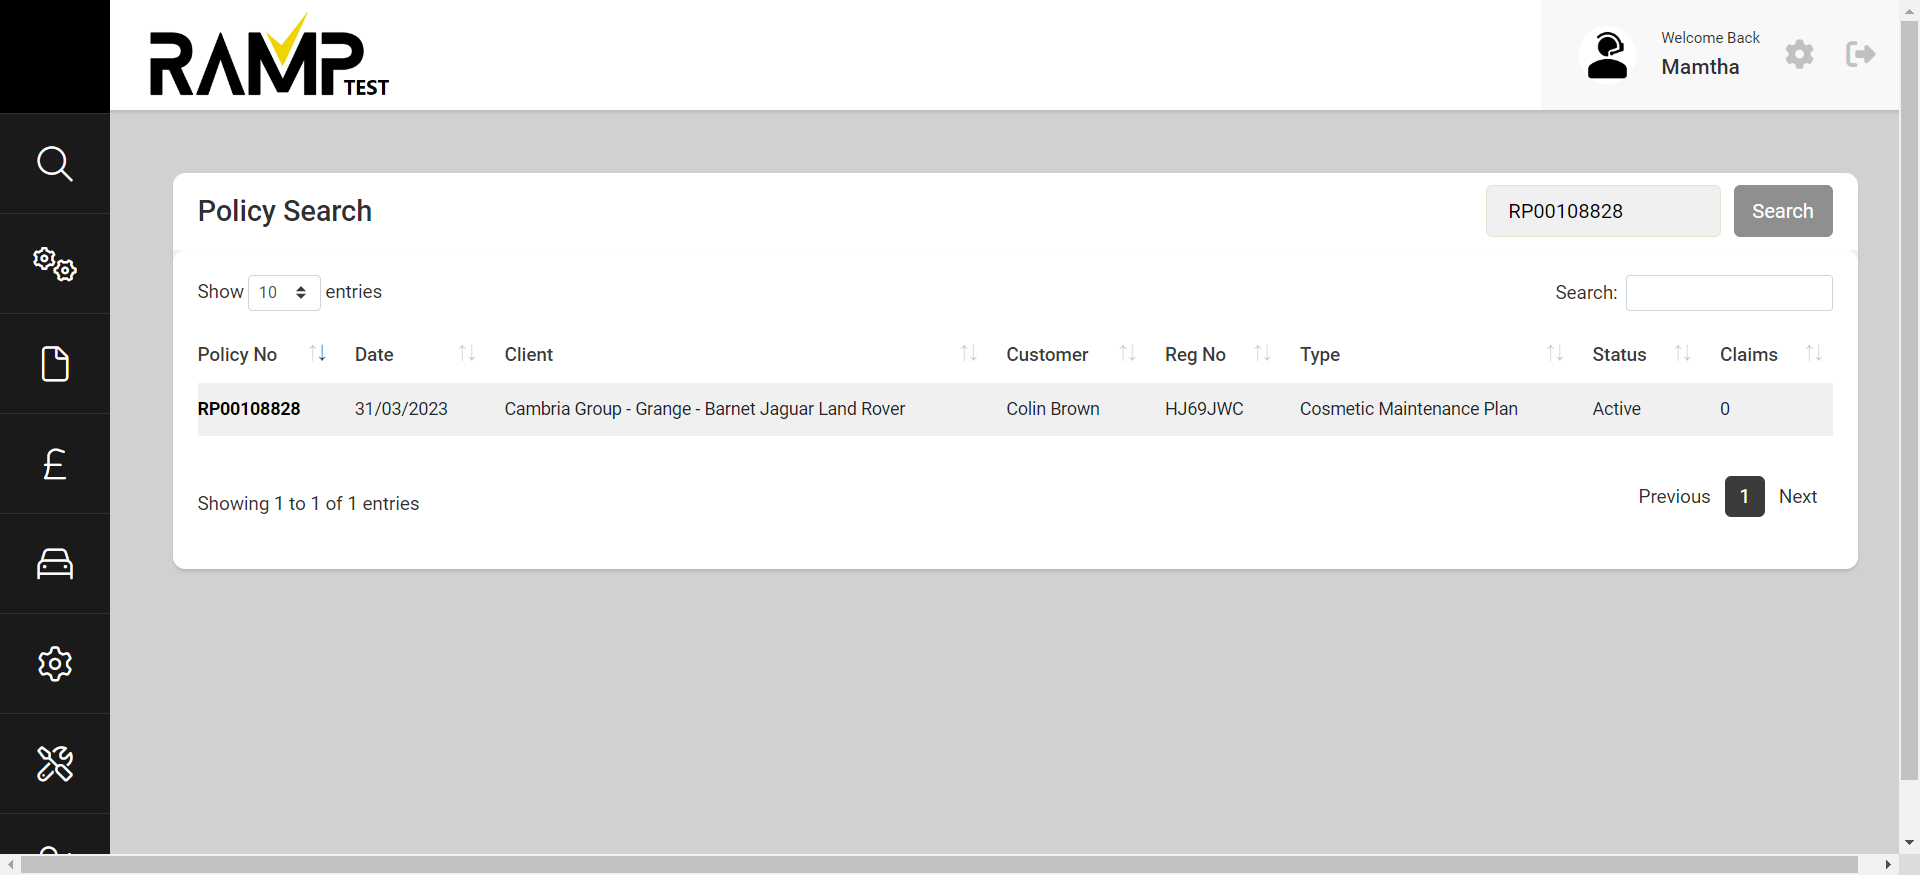 RAMP TEST
Welcome Back
Mamtha
Policy Search
RP00108828
Search
Show 10 entries
Search:
Policy No Date Client Customer Reg No Type Status Claims
RP00108828 31/03/2023 Cambria Group - Grange - Barnet Jaguar Land Rover Colin Brown HJ69JWC Cosmetic Maintenance Plan Active 0
Showing 1 to 1 of 1 entries
Previous 1 Next